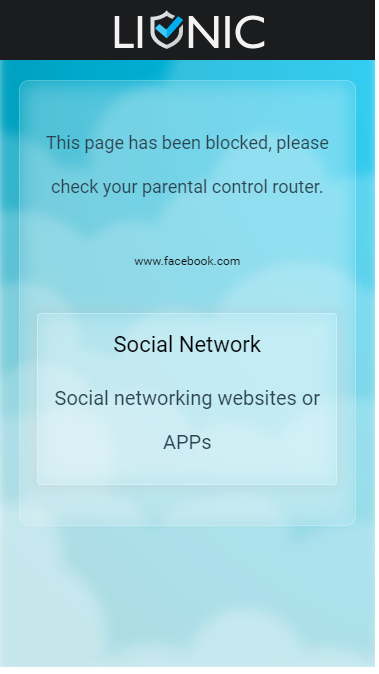 LIONIC
This page has been blocked, please
check your parental control router.
www.facebook.com
Social Network
Social networking websites or
APPs